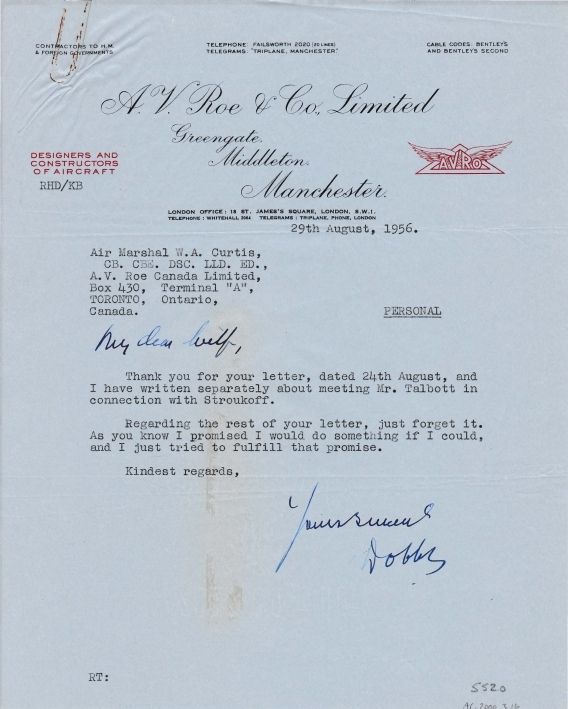 CONTRACTORS TO H.M.
& FOREIGN GOVERNMENTS
TELEPHONE: FAILSWORTH 2020 (20 LINES)
TELEGRAMS: "TRIPLANE, MANCHESTER."
CABLE CODES: BENTLEYS
AND BENTLEYS SECOND
A. V. Roe & Co., Limited
Greengate.
Middleton.
Manchester.
DESIGNERS AND
CONSTRUCTORS
OF AIRCRAFT
AVRO
RHD/KB
LONDON OFFICE: 18 ST. JAMES'S SQUARE, LONDON, S.W.1.
TELEPHONE: WHITEHALL 2064 TELEGRAMS: TRIPLANE, PHONE, LONDON
29th August, 1956.
Air Marshal W.A. Curtis,
CB. CBE. DSC. LLD. ED.,
A.V. Roe Canada Limited,
Box 430, Terminal "A",
TORONTO, Ontario,
Canada.
PERSONAL
My dear Wilf,
Thank you for your letter, dated 24th August, and
I have written separately about meeting Mr. Talbott in
connection with Stroukoff.
Regarding the rest of your letter, just forget it.
As you know I promised I would do something if I could,
and I just tried to fulfill that promise.
Kindest regards,
Yours sincerely
Dobby
RT:
5520